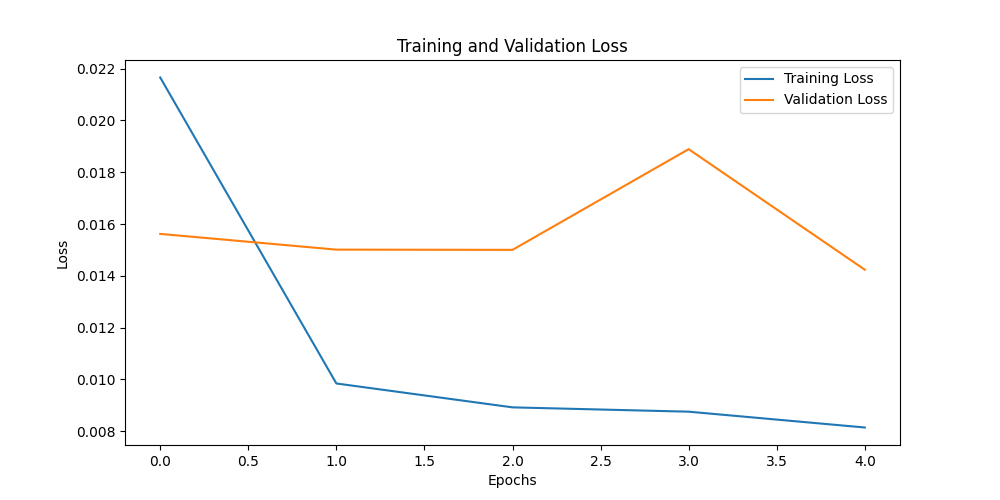 Training and Validation Loss
Training Loss
Validation Loss
0.022
0.020
0.018
0.016
0.014
0.012
0.010
0.008
Loss
0.0 0.5 1.0 1.5 2.0 2.5 3.0 3.5 4.0
Epochs